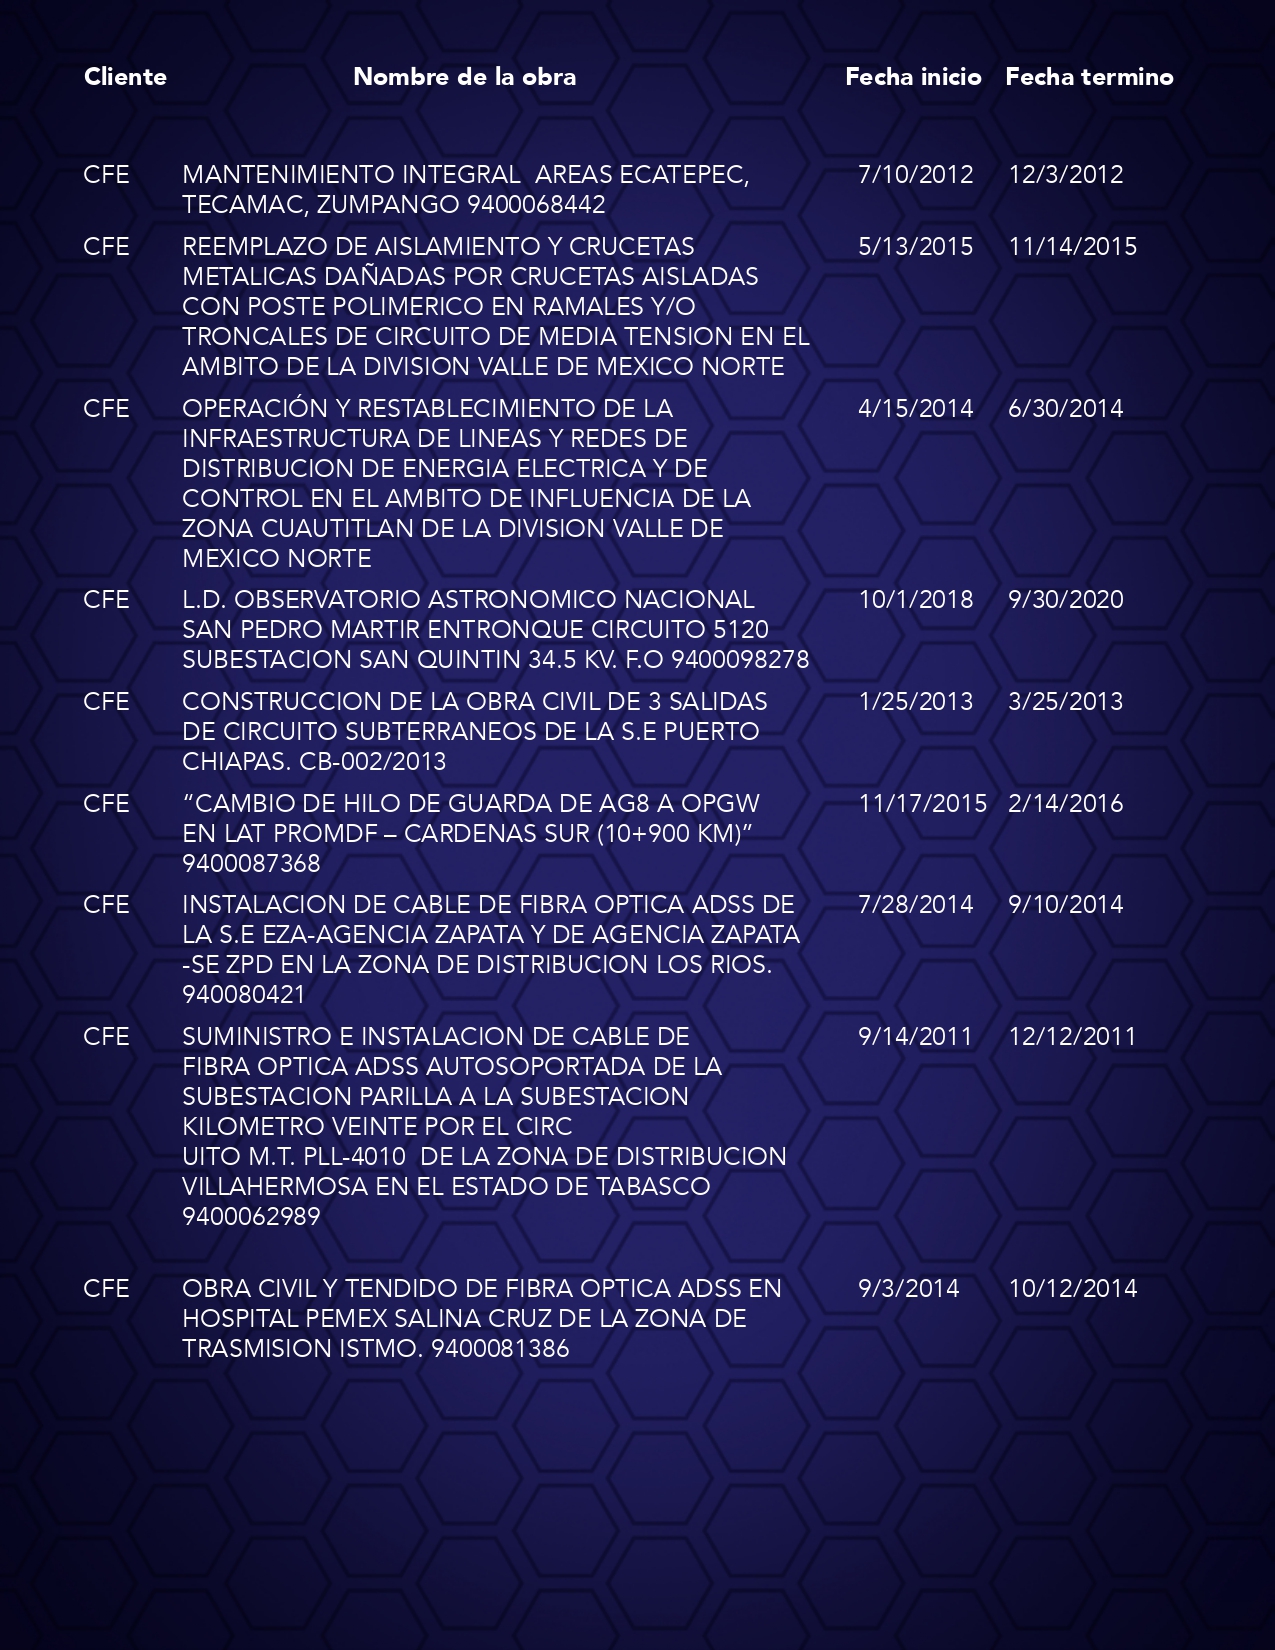 Cliente Nombre de la obra Fecha inicio Fecha termino
CFE MANTENIMIENTO INTEGRAL  AREAS ECATEPEC, 7/10/2012 12/3/2012
TECAMAC, ZUMPANGO 9400068442
CFE REEMPLAZO DE AISLAMIENTO Y CRUCETAS 5/13/2015 11/14/2015
METALICAS DAÑADAS POR CRUCETAS AISLADAS
CON POSTE POLIMERICO EN RAMALES Y/O
TRONCALES DE CIRCUITO DE MEDIA TENSION EN EL
AMBITO DE LA DIVISION VALLE DE MEXICO NORTE
CFE OPERACIÓN Y RESTABLECIMIENTO DE LA 4/15/2014 6/30/2014
INFRAESTRUCTURA DE LINEAS Y REDES DE
DISTRIBUCION DE ENERGIA ELECTRICA Y DE
CONTROL EN EL AMBITO DE INFLUENCIA DE LA
ZONA CUAUTITLAN DE LA DIVISION VALLE DE
MEXICO NORTE
CFE L.D. OBSERVATORIO ASTRONOMICO NACIONAL 10/1/2018 9/30/2020
SAN PEDRO MARTIR ENTRONQUE CIRCUITO 5120
SUBESTACION SAN QUINTIN 34.5 KV. F.O 9400098278
CFE CONSTRUCCION DE LA OBRA CIVIL DE 3 SALIDAS 1/25/2013 3/25/2013
DE CIRCUITO SUBTERRANEOS DE LA S.E PUERTO
CHIAPAS. CB-002/2013
CFE “CAMBIO DE HILO DE GUARDA DE AG8 A OPGW 11/17/2015 2/14/2016
EN LAT PROMDF – CARDENAS SUR (10+900 KM)”
9400087368
CFE INSTALACION DE CABLE DE FIBRA OPTICA ADSS DE 7/28/2014 9/10/2014
LA S.E EZA-AGENCIA ZAPATA Y DE AGENCIA ZAPATA
-SE ZPD EN LA ZONA DE DISTRIBUCION LOS RIOS.
940080421
CFE SUMINISTRO E INSTALACION DE CABLE DE 9/14/2011 12/12/2011
FIBRA OPTICA ADSS AUTOSOPORTADA DE LA
SUBESTACION PARILLA A LA SUBESTACION
KILOMETRO VEINTE POR EL CIRC
UITO M.T. PLL-4010  DE LA ZONA DE DISTRIBUCION
VILLAHERMOSA EN EL ESTADO DE TABASCO
9400062989
CFE OBRA CIVIL Y TENDIDO DE FIBRA OPTICA ADSS EN 9/3/2014 10/12/2014
HOSPITAL PEMEX SALINA CRUZ DE LA ZONA DE
TRASMISION ISTMO. 9400081386